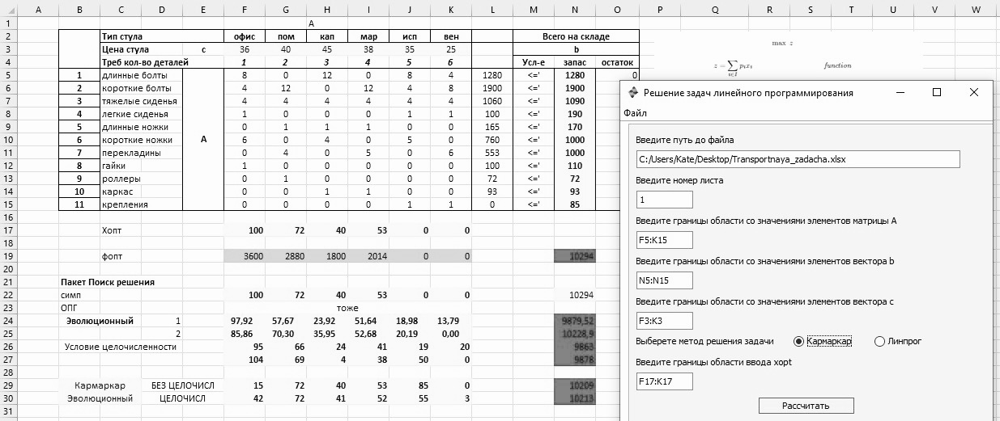 A B C D E F G H I J K L M N O P Q R S T U V W
1 A
2 Тип стула офис пом кап мар исп вен Всего на складе
3 Цена стула c 36 40 45 38 35 25 b
4 Треб кол-во деталей 1 2 3 4 5 6 Усл-е запас остаток
5 1 длинные болты 8 0 12 0 8 4 1280 <=' 1280 0
6 2 короткие болты 4 12 0 12 4 8 1900 <=' 1900
7 3 тяжелые сиденья 4 4 4 4 4 4 1060 <=' 1090
8 4 легкие сиденья 1 0 0 0 1 1 100 <=' 190
9 5 длинные ножки 0 1 1 1 0 0 165 <=' 170
10 6 короткие ножки A 6 0 4 0 5 0 760 <=' 1000
11 7 перекладины 0 4 0 5 0 6 553 <=' 1000
12 8 гайки 1 0 0 0 0 0 100 <=' 110
13 9 роллеры 0 1 0 0 0 0 72 <=' 72
14 10 каркас 0 0 1 1 0 0 93 <=' 93
15 11 крепления 0 0 0 0 1 1 0 <=' 85
16
17 Хопт 100 72 40 53 0 0
18
19 фопт 3600 2880 1800 2014 0 0 10294
20
21 Пакет Поиск решения
22 симп 100 72 40 53 0 0 10294
23 ОПГ тоже
24 Эволюционный 1 97,92 57,67 23,92 51,64 18,98 13,79 9879,52
25 2 85,86 70,30 35,95 52,68 20,19 0,00 10228,9
26 Условие целочисленности 95 66 24 41 19 20 9863
27 104 69 4 38 50 0 9878
28
29 Кармаркар БЕЗ ЦЕЛОЧИСЛ 15 72 40 53 85 0 10209
30 Эволюционный ЦЕЛОЧИСЛ 42 72 41 52 55 3 10213
31
max z
z = ∑ i∈I p_i x_i function
Решение задач линейного программирования
Файл
Введите путь до файла
C:/Users/Kate/Desktop/Transportnaya_zadacha.xlsx
Введите номер листа
1
Введите границы области со значениями элементов матрицы A
F5:K15
Введите границы области со значениями элементов вектора b
N5:N15
Введите границы области со значениями элементов вектора c
F3:K3
Выберете метод решения задачи Кармаркар Линпрог
Введите границы области ввода xopt
F17:K17
Рассчитать